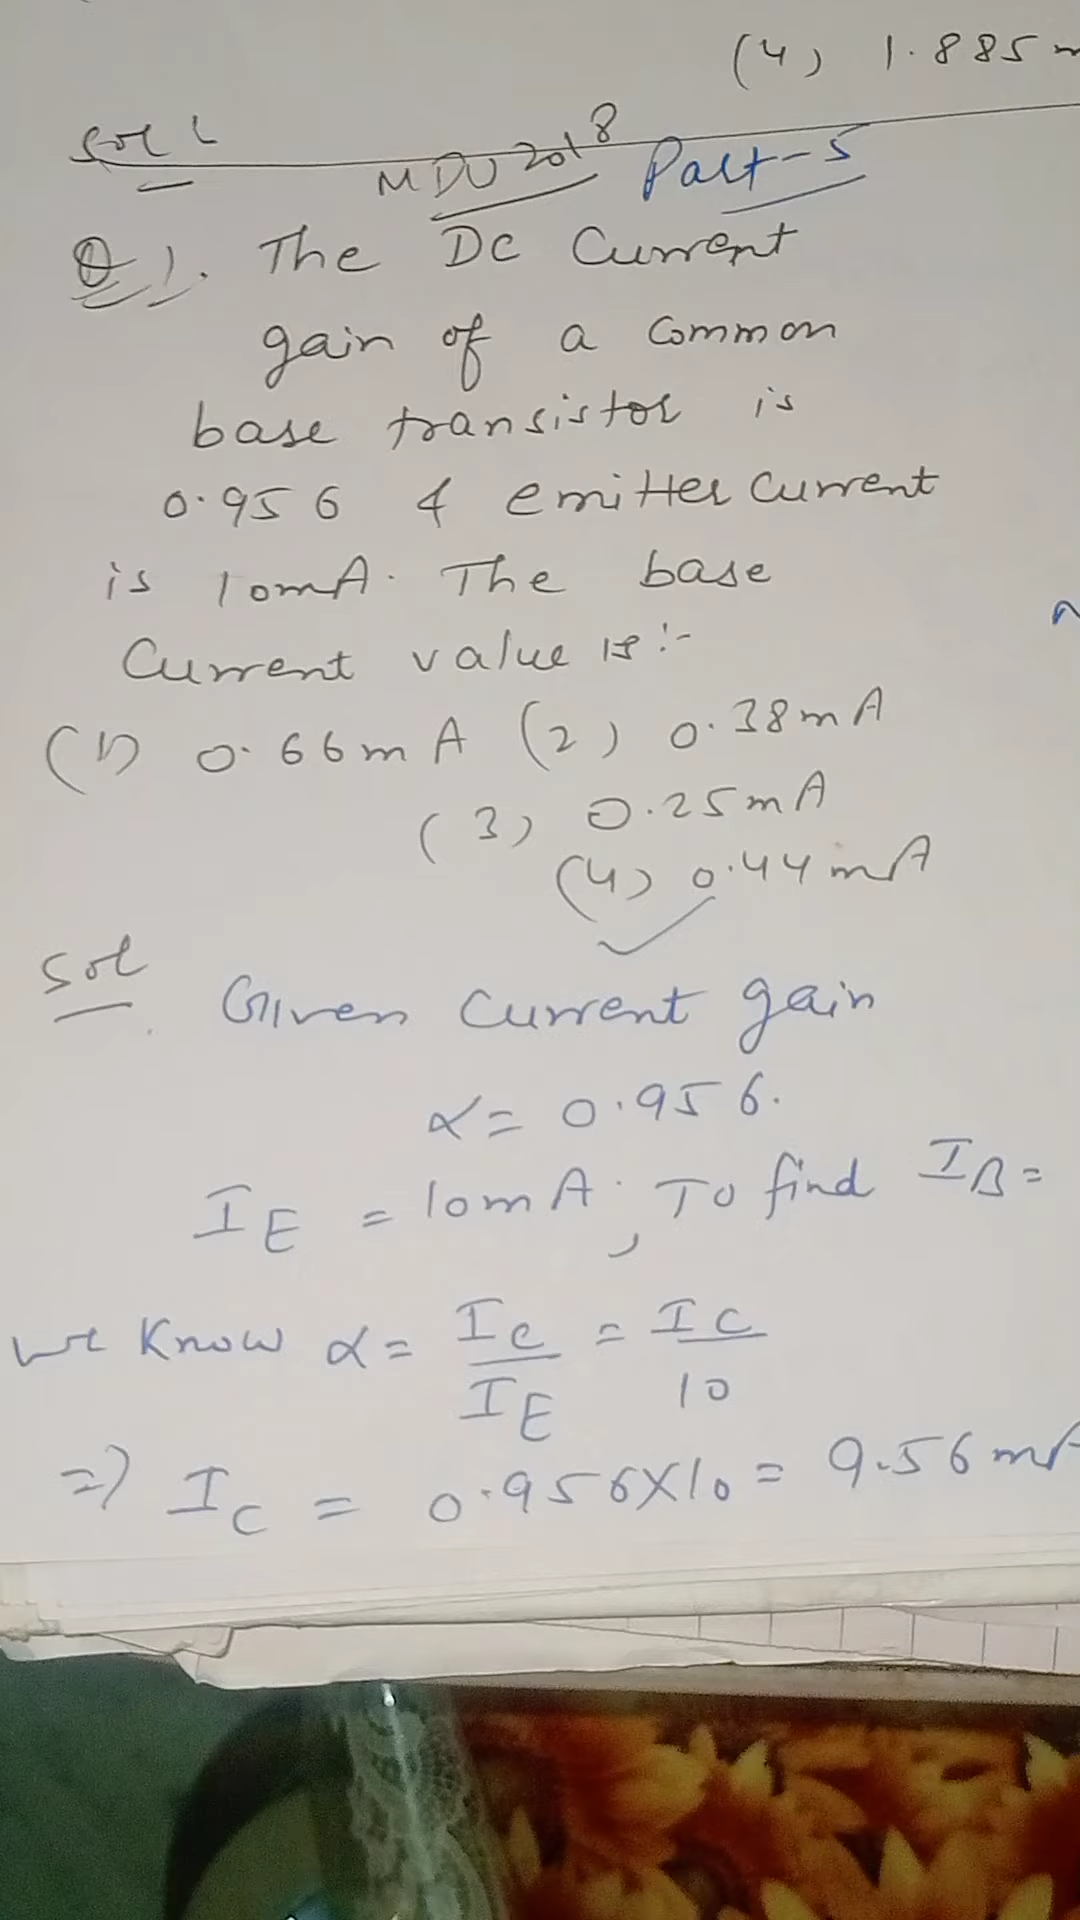 (4) 1.885
Sol
MDU 2018 Part-5
Q1. The DC Current
gain of a common
base transistor is
0.956 & emitter current
is 10mA. The base
Current value is :-
(1) 0.66mA (2) 0.38mA
(3) 0.25mA
(4) 0.44mA
Sol
Given current gain
α = 0.956.
IE = 10mA, To find IB =
we know α = IC/IE = IC/10
=> IC = 0.956×10 = 9.56mA